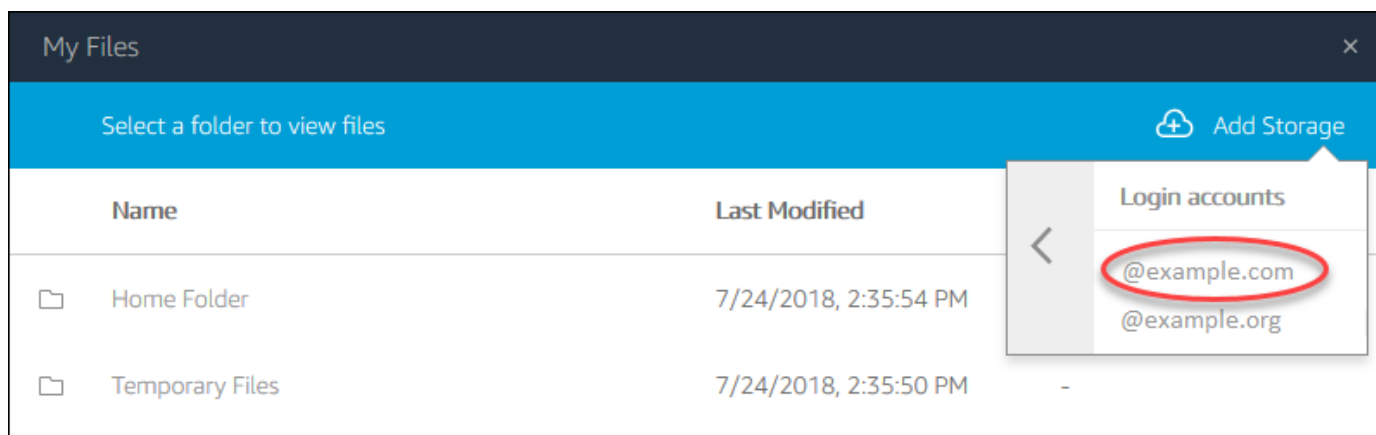 My Files ×
Select a folder to view files Add Storage
Name Last Modified
Login accounts
@example.com
@example.org
Home Folder 7/24/2018, 2:35:54 PM
Temporary Files 7/24/2018, 2:35:50 PM -